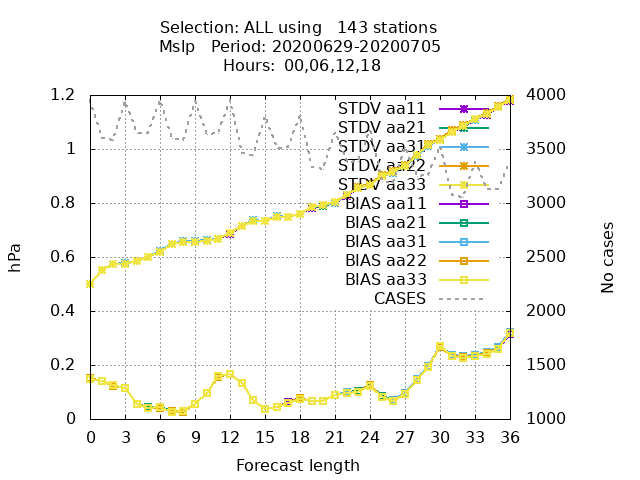 Selection: ALL using   143 stations
Mslp   Period: 20200629-20200705
Hours:  00,06,12,18
1.2
1
0.8
0.6
0.4
0.2
0
4000
3500
3000
2500
2000
1500
1000
STDV aa11
STDV aa21
STDV aa31
STDV aa22
STDV aa33
BIAS aa11
BIAS aa21
BIAS aa31
BIAS aa22
BIAS aa33
CASES
hPa
No cases
0 3 6 9 12 15 18 21 24 27 30 33 36
Forecast length